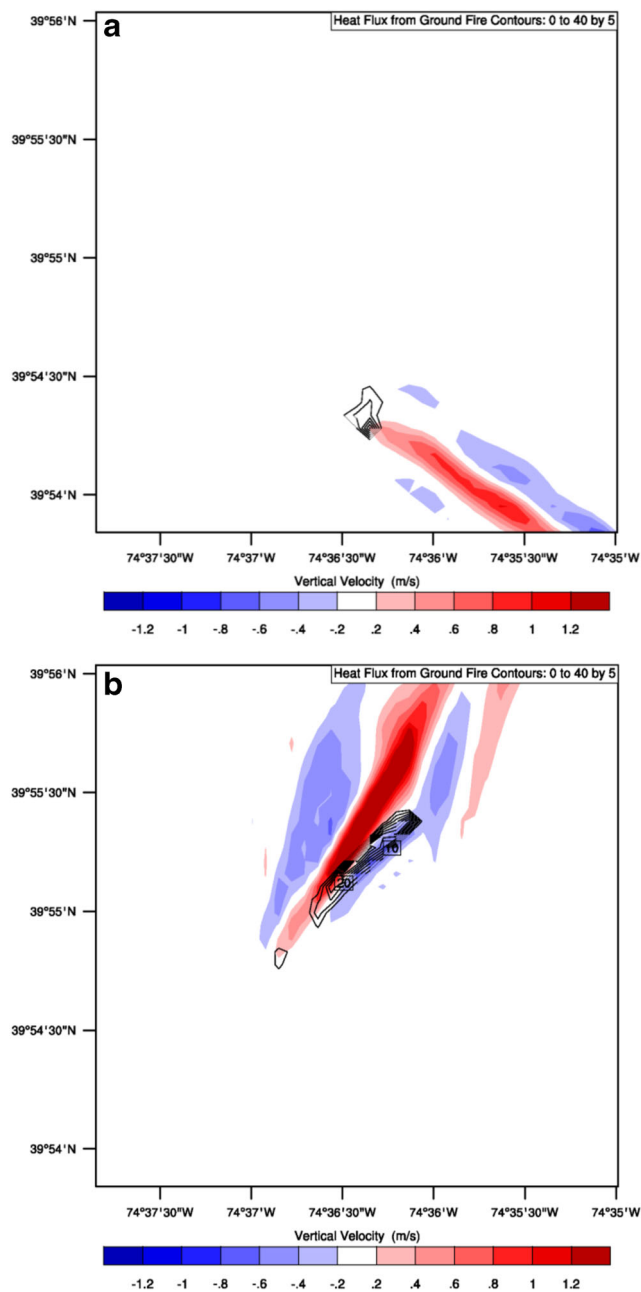 a
Heat Flux from Ground Fire Contours: 0 to 40 by 5
39°56'N
39°55'30"N
39°55'N
39°54'30"N
39°54'N
74°37'30"W 74°37'W 74°36'30"W 74°36'W 74°35'30"W 74°35'W
Vertical Velocity (m/s)
-1.2 -1 -.8 -.6 -.4 -.2 .2 .4 .6 .8 1 1.2
b
Heat Flux from Ground Fire Contours: 0 to 40 by 5
39°56'N
39°55'30"N
10
20
39°55'N
39°54'30"N
39°54'N
74°37'30"W 74°37'W 74°36'30"W 74°36'W 74°35'30"W 74°35'W
Vertical Velocity (m/s)
-1.2 -1 -.8 -.6 -.4 -.2 .2 .4 .6 .8 1 1.2